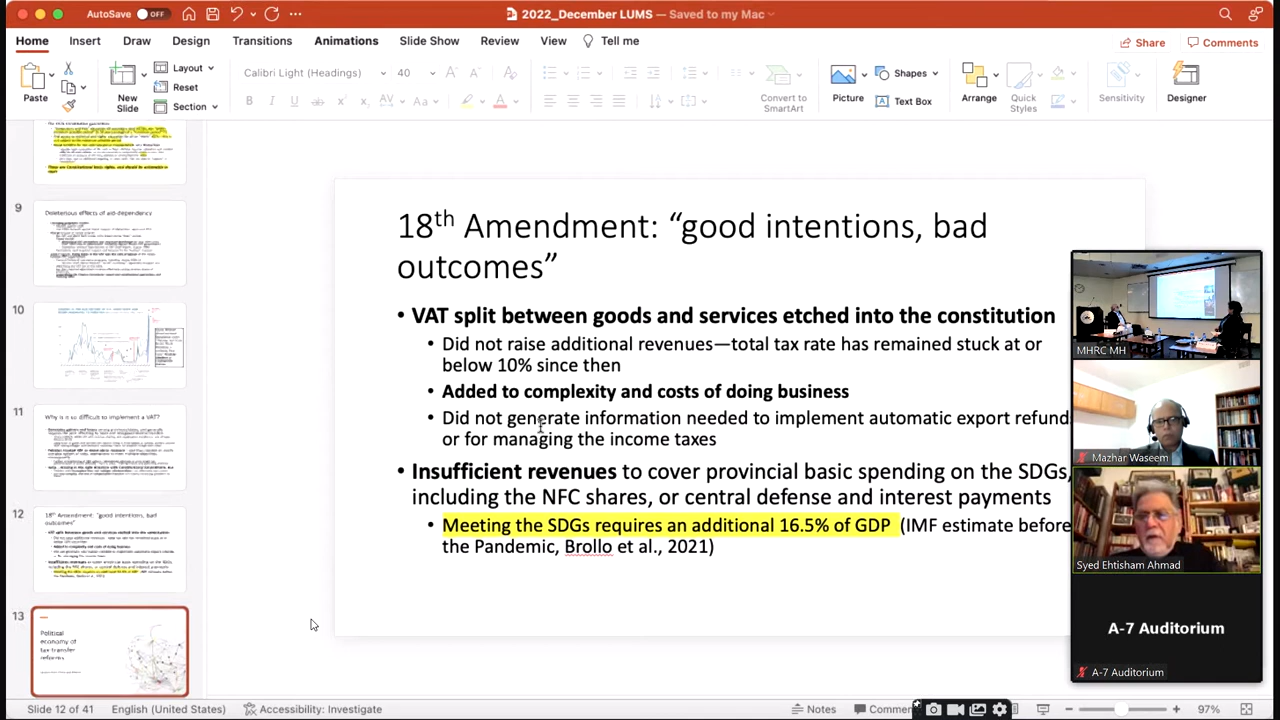 AutoSave OFF
2022_December LUMS — Saved to my Mac
Home Insert Draw Design Transitions Animations Slide Show Review View Tell me Share Comments
Paste
New Slide
Layout
Reset
Section
Calibri Light (Headings) 40
Convert to SmartArt
Picture
Shapes
Text Box
Arrange
Quick Styles
Sensitivity
Designer
9
Deleterious effects of aid-dependency
10
11
Why is it so difficult to implement a VAT?
12
18th Amendment: "good intentions, bad outcomes"
13
Political
economy of
tax-transfer
reforms
18th Amendment: “good intentions, bad
outcomes”
• VAT split between goods and services etched into the constitution
• Did not raise additional revenues—total tax rate has remained stuck at or
below 10% since then
• Added to complexity and costs of doing business
• Did not generate information needed to implement automatic export refund
or for managing the income taxes
• Insufficient revenues to cover provincial basic spending on the SDGs,
including the NFC shares, or central defense and interest payments
• Meeting the SDGs requires an additional 16.5% of GDP (IMF estimate before
the Pandemic, Brollo et al., 2021)
MHRC MH
Mazhar Waseem
Syed Ehtisham Ahmad
A-7 Auditorium
A-7 Auditorium
Slide 12 of 41 English (United States) Accessibility: Investigate Notes Commen 97%